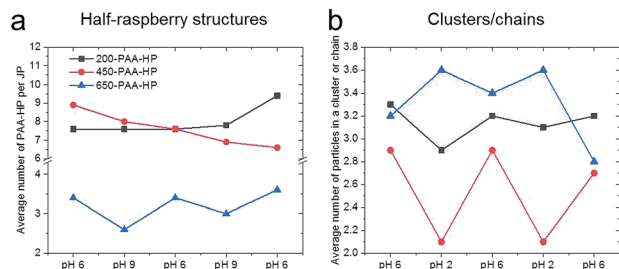 a
Half-raspberry structures
Average number of PAA-HP per JP
12
11
10
9
8
7
6
4
3
2
200-PAA-HP
450-PAA-HP
650-PAA-HP
pH 6 pH 9 pH 6 pH 9 pH 6
b
Clusters/chains
Average number of particles in a cluster or chain
3.8
3.6
3.4
3.2
3.0
2.8
2.6
2.4
2.2
2.0
pH 6 pH 2 pH 6 pH 2 pH 6